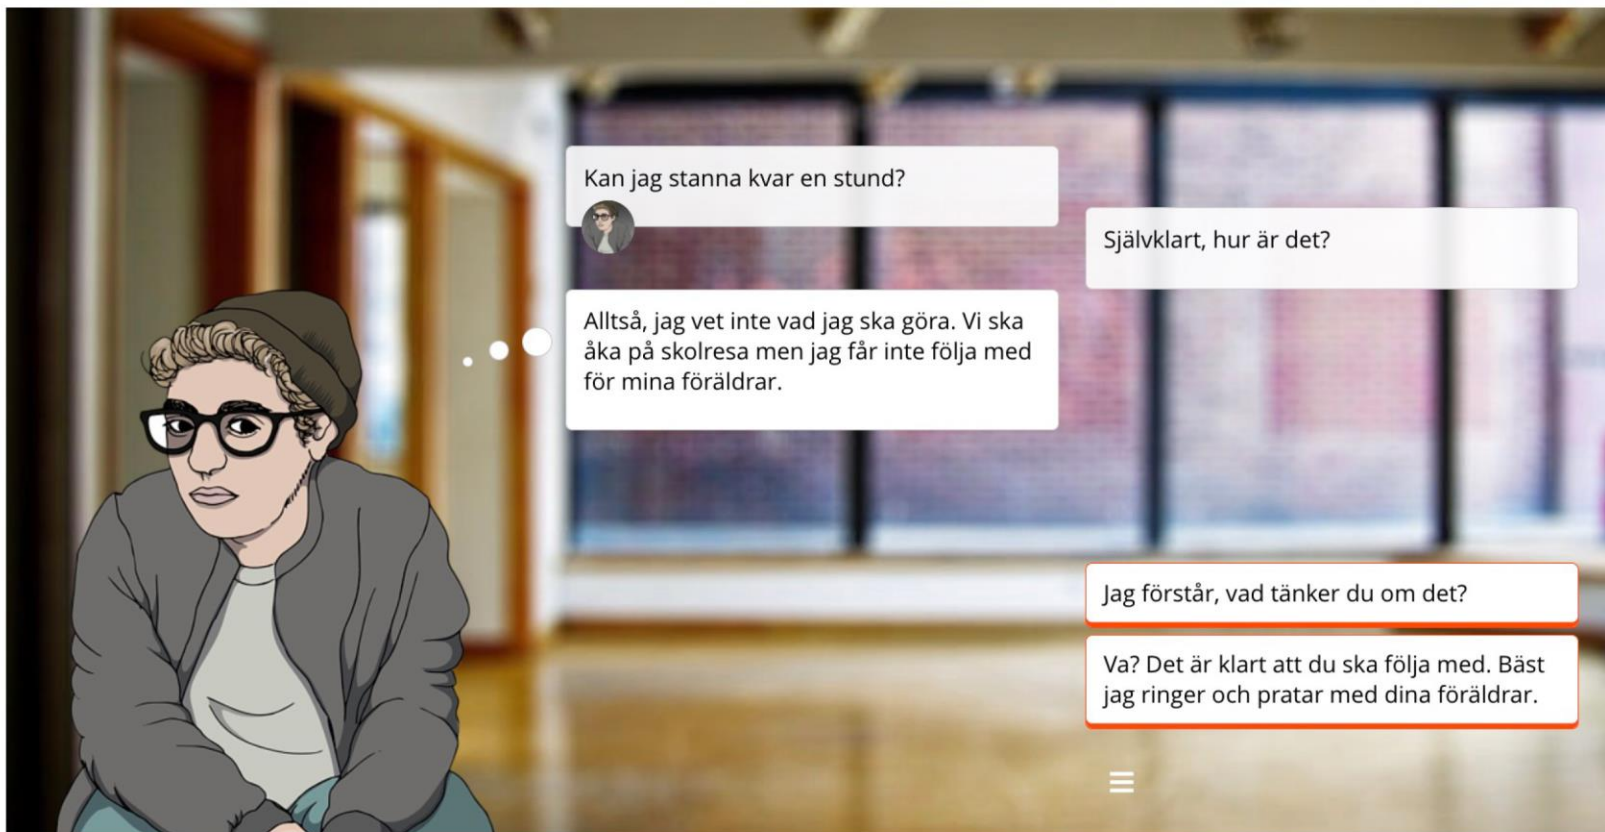 Kan jag stanna kvar en stund?
Självklart, hur är det?
Alltså, jag vet inte vad jag ska göra. Vi ska
åka på skolresa men jag får inte följa med
för mina föräldrar.
Jag förstår, vad tänker du om det?
Va? Det är klart att du ska följa med. Bäst
jag ringer och pratar med dina föräldrar.